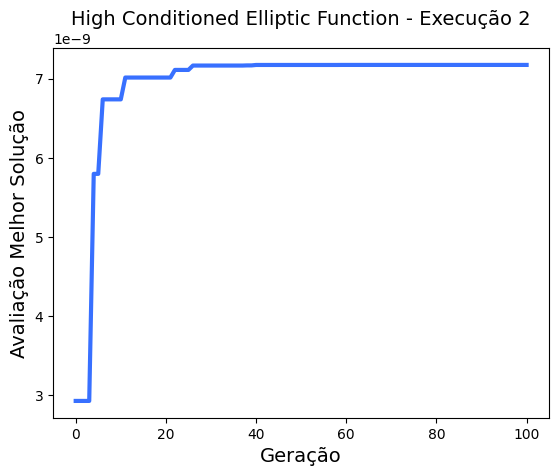 High Conditioned Elliptic Function - Execução 2
1e−9
7
6
5
4
3
Avaliação Melhor Solução
0 20 40 60 80 100
Geração